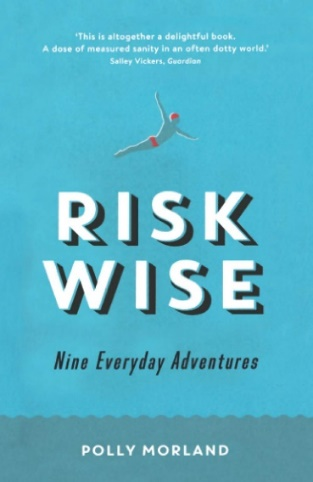 'This is altogether a delightful book.
A dose of measured sanity in an often dotty world.'
Salley Vickers, Guardian
RISK
WISE
Nine Everyday Adventures
POLLY MORLAND